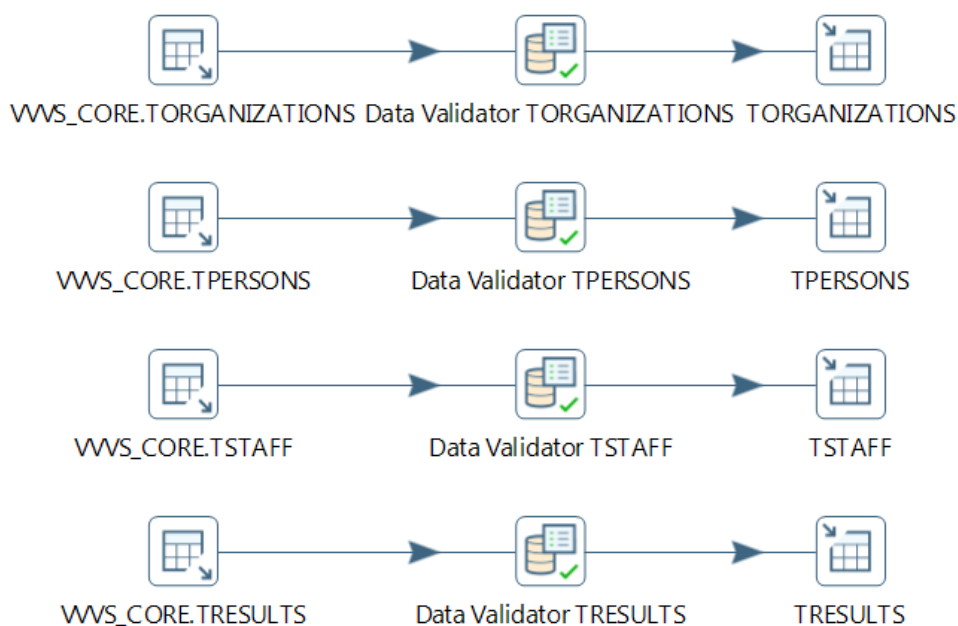 VVVS_CORE.TORGANIZATIONS Data Validator TORGANIZATIONS TORGANIZATIONS
VVVS_CORE.TPERSONS Data Validator TPERSONS TPERSONS
VVVS_CORE.TSTAFF Data Validator TSTAFF TSTAFF
VVVS_CORE.TRESULTS Data Validator TRESULTS TRESULTS